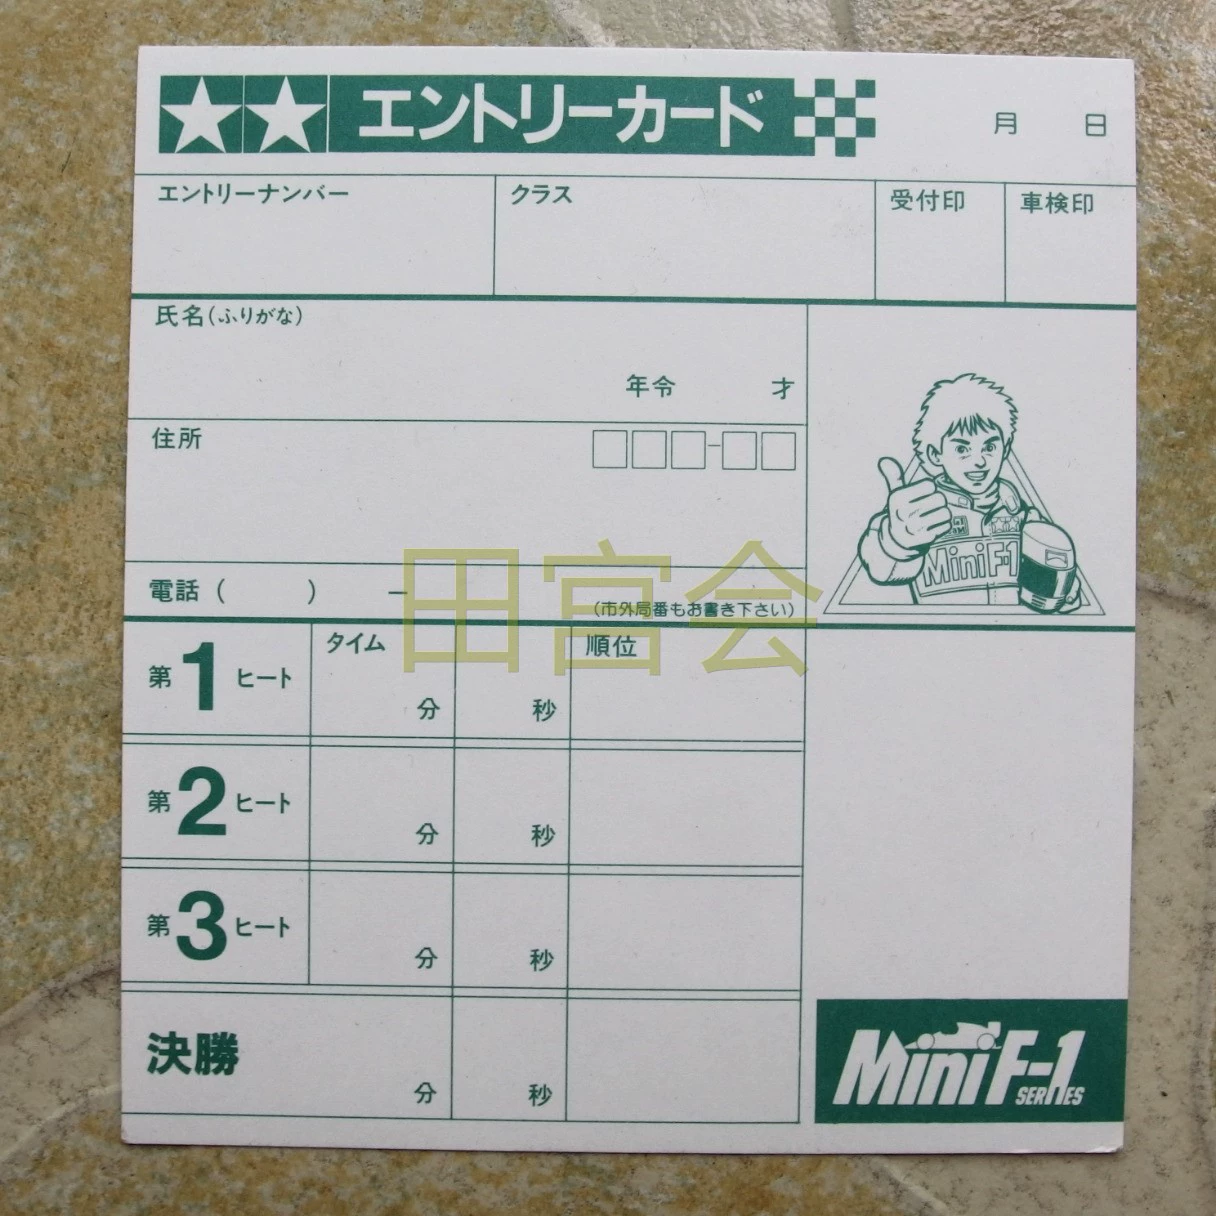 エントリーカード
月 日
エントリーナンバー クラス 受付印 車検印
氏名(ふりがな)
年令 才
住所
電話 ( ) ー
(市外局番もお書き下さい)
Mini F-1
田宮会
第1ヒート タイム 分 秒 順位
第2ヒート 分 秒
第3ヒート 分 秒
決勝 分 秒
Mini F-1
SERIES